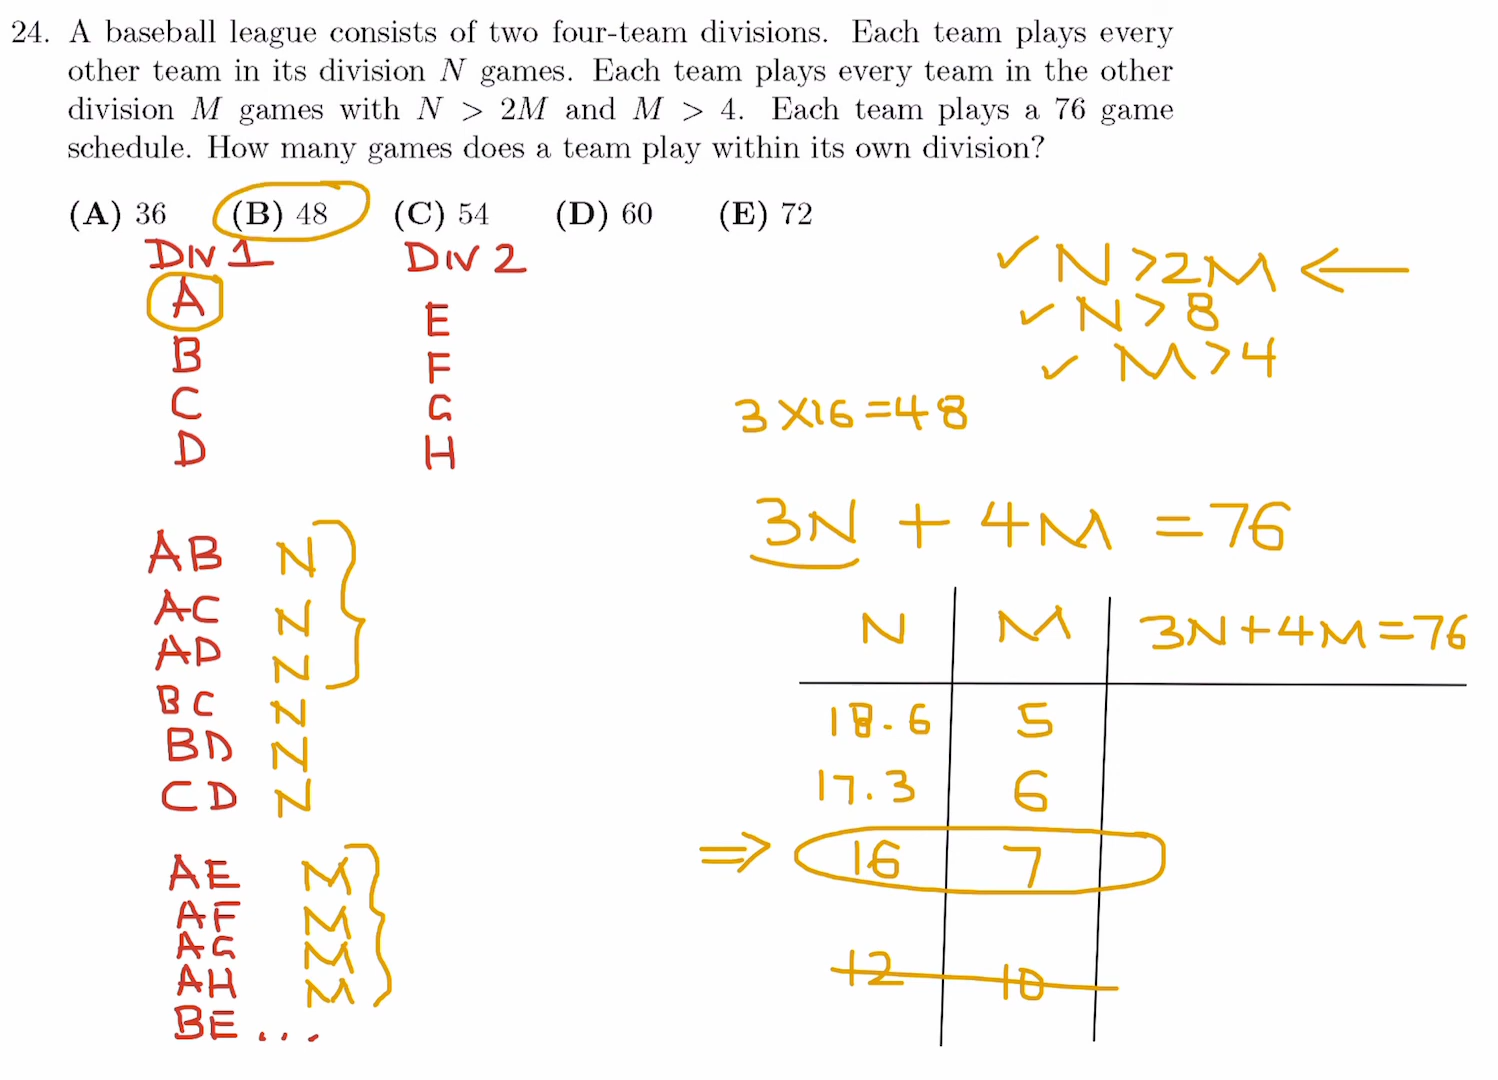 24. A baseball league consists of two four-team divisions. Each team plays every
other team in its division N games. Each team plays every team in the other
division M games with N > 2M and M > 4. Each team plays a 76 game
schedule. How many games does a team play within its own division?
(A) 36 (B) 48 (C) 54 (D) 60 (E) 72
DIV 1 DIV 2
A E
B F
C G
D H
✓ N > 2M ←
✓ N > 8
✓ M > 4
3 × 16 = 48
3N + 4M = 76
AB N
AC N
AD N
BC N
BD N
CD N
AE M
AF M
AG M
AH M
BE ...
N M 3N + 4M = 76
18.6 5
17.3 6
⇒ 16 7
12 10